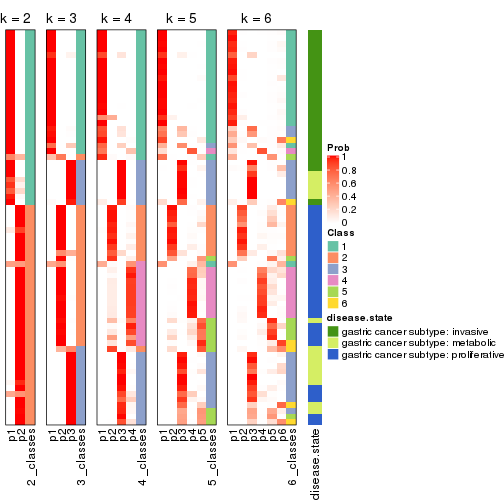 k = 2 k = 3 k = 4 k = 5 k = 6
Prob
1
0.8
0.6
0.4
0.2
0
Class
1
2
3
4
5
6
disease.state
gastric cancer subtype: invasive
gastric cancer subtype: metabolic
gastric cancer subtype: proliferative
p1
p2
2_classes
p1
p2
p3
3_classes
p1
p2
p3
p4
4_classes
p1
p2
p3
p4
p5
5_classes
p1
p2
p3
p4
p5
p6
6_classes
disease.state